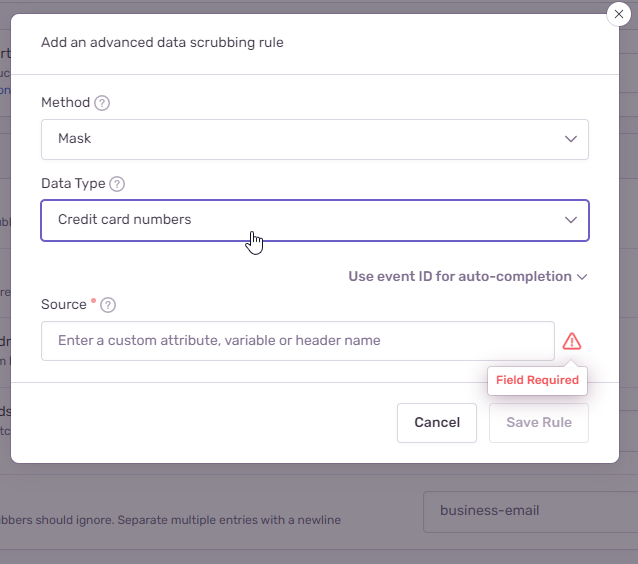 Add an advanced data scrubbing rule
Method ?
Mask
Data Type ?
Credit card numbers
Use event ID for auto-completion
Source * ?
Enter a custom attribute, variable or header name
Field Required
Cancel
Save Rule
business-email
bbers should ignore. Separate multiple entries with a newline